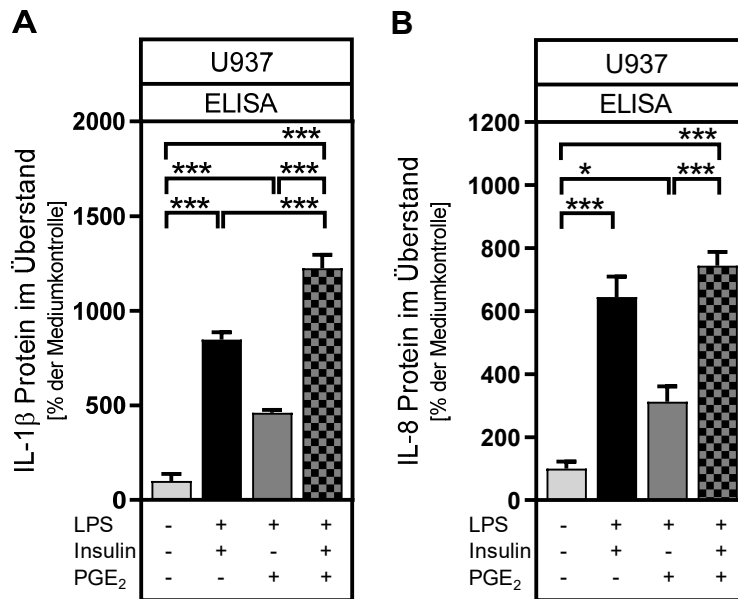 A
U937
ELISA
IL-1β Protein im Überstand
[% der Mediumkontrolle]
2000
1500
1000
500
0
***
*** ***
*** ***
LPS - + + +
Insulin - + - +
PGE₂ - - + +
B
U937
ELISA
IL-8 Protein im Überstand
[% der Mediumkontrolle]
1200
1000
800
600
400
200
0
***
* ***
***
LPS - + + +
Insulin - + - +
PGE₂ - - + +